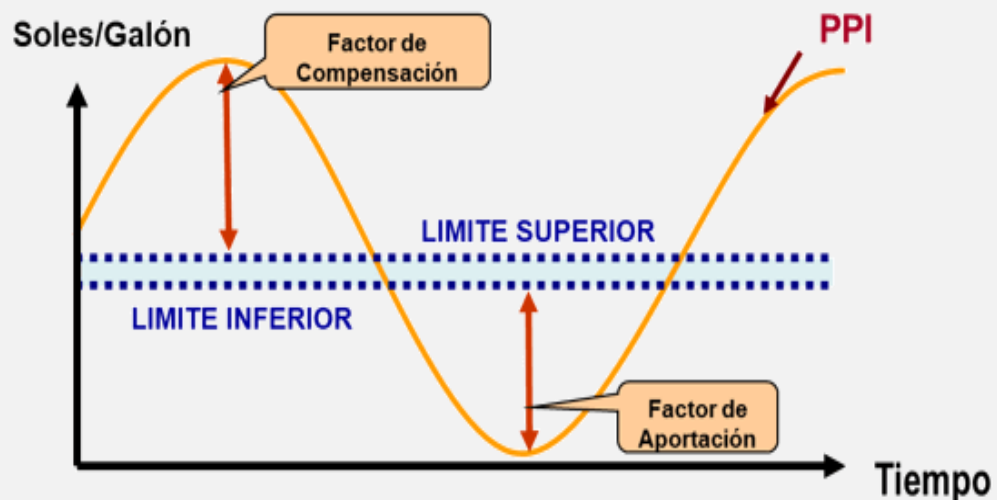 Soles/Galón
Factor de
Compensación
PPI
LIMITE SUPERIOR
LIMITE INFERIOR
Factor de
Aportación
Tiempo